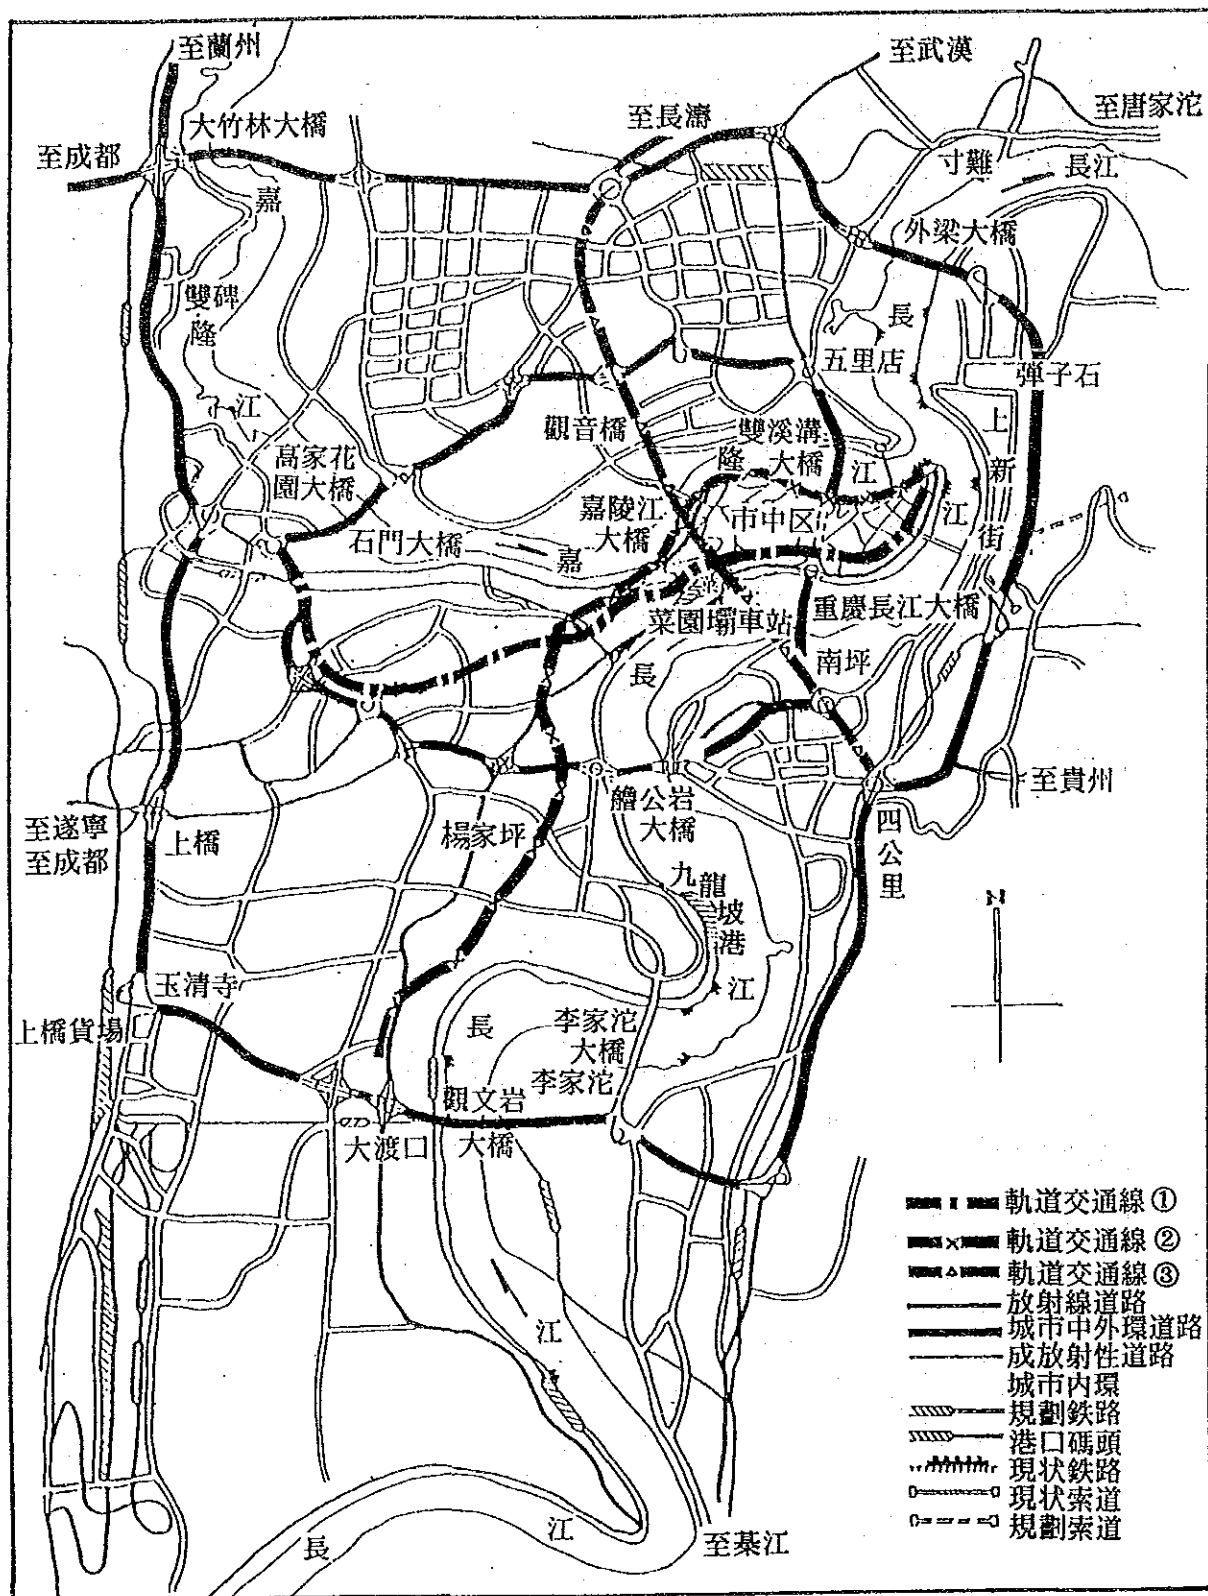 至蘭州
至武漢
大竹林大橋
至長濤
至唐家沱
至成都
寸難
長江
嘉
外梁大橋
雙碑
隆
長
五里店
弾子石
江
觀音橋
雙溪溝
大橋
上
新
街
高家花
園大橋
隆
江
嘉陵江
大橋
市中区
江
石門大橋
嘉
菜園壩車站
重慶長江大橋
長
南坪
至貴州
艪公岩
大橋
至遂寧
至成都
上橋
楊家坪
四公里
九龍坡港
N
玉清寺
江
上橋貨場
長
李家沱
大橋
李家沱
觀文岩
大橋
大渡口
江
江
長
至綦江
軌道交通線①
軌道交通線②
軌道交通線③
放射線道路
城市中外環道路
成放射性道路
城市内環
規劃鉄路
港口碼頭
現状鉄路
現状索道
規劃索道